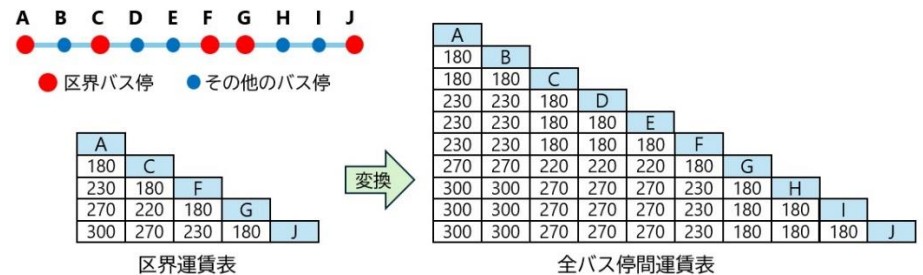 A B C D E F G H I J
区界バス停 その他のバス停
A
180 C
230 180 F
270 220 180 G
300 270 230 180 J
区界運賃表
変換
A
180 B
180 180 C
230 230 180 D
230 230 180 180 E
230 230 180 180 180 F
270 270 220 220 220 180 G
300 300 270 270 270 230 180 H
300 300 270 270 270 230 180 180 I
300 300 270 270 270 230 180 180 180 J
全バス停間運賃表